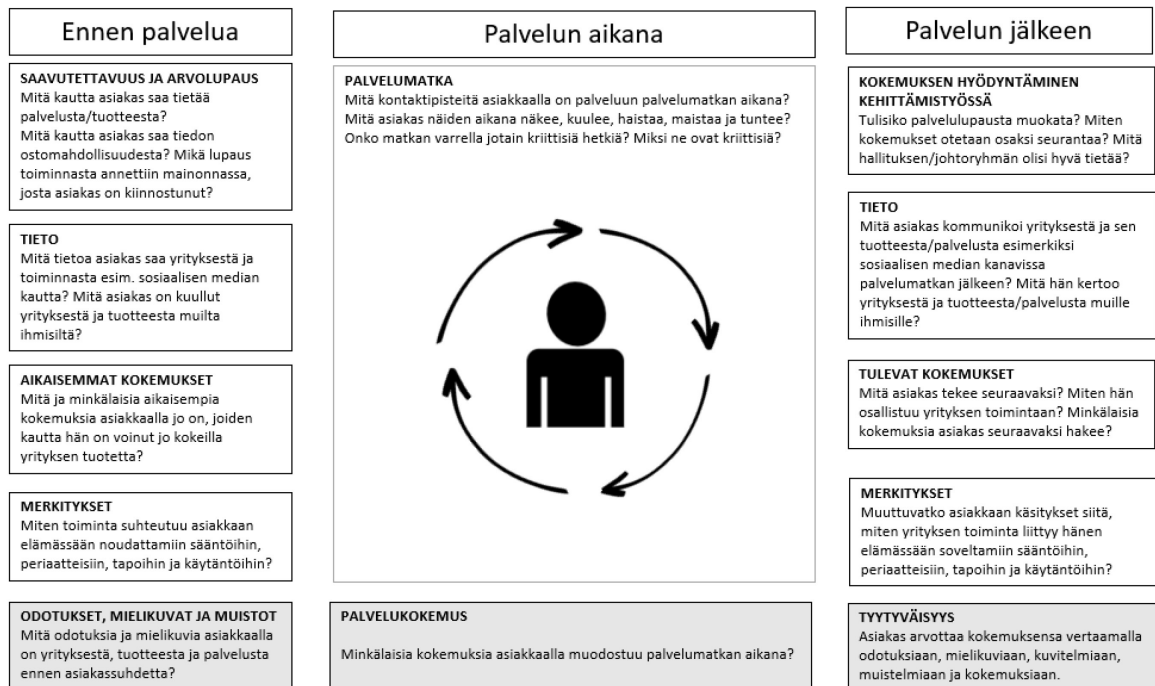 Ennen palvelua
SAAVUTETTAVUUS JA ARVOLUPAUS
Mitä kautta asiakas saa tietää
palvelusta/tuotteesta?
Mitä kautta asiakas saa tiedon
ostomahdollisuudesta? Mikä lupaus
toiminnasta annettiin mainonnassa,
josta asiakas on kiinnostunut?
TIETO
Mitä tietoa asiakas saa yrityksestä ja
toiminnasta esim. sosiaalisen median
kautta? Mitä asiakas on kuullut
yrityksestä ja tuotteesta muilta
ihmisiltä?
AIKAISEMMAT KOKEMUKSET
Mitä ja minkälaisia aikaisempia
kokemuksia asiakkaalla jo on, joiden
kautta hän on voinut jo kokeilla
yrityksen tuotetta?
MERKITYKSET
Miten toiminta suhteutuu asiakkaan
elämässään noudattamiin sääntöihin,
periaatteisiin, tapoihin ja käytäntöihin?
ODOTUKSET, MIELIKUVAT JA MUISTOT
Mitä odotuksia ja mielikuvia asiakkaalla
on yrityksestä, tuotteesta ja palvelusta
ennen asiakassuhdetta?
Palvelun aikana
PALVELUMATKA
Mitä kontaktipisteitä asiakkaalla on palveluun palvelumatkan aikana?
Mitä asiakas näiden aikana näkee, kuulee, haistaa, maistaa ja tuntee?
Onko matkan varrella jotain kriittisiä hetkiä? Miksi ne ovat kriittisiä?
PALVELUKOKEMUS
Minkälaisia kokemuksia asiakkaalla muodostuu palvelumatkan aikana?
Palvelun jälkeen
KOKEMUKSEN HYÖDYNTÄMINEN
KEHITTÄMISTYÖSSÄ
Tulisiko palvelulupausta muokata? Miten
kokemukset otetaan osaksi seurantaa? Mitä
hallituksen/johtoryhmän olisi hyvä tietää?
TIETO
Mitä asiakas kommunikoi yrityksestä ja sen
tuotteesta/palvelusta esimerkiksi
sosiaalisen median kanavissa
palvelumatkan jälkeen? Mitä hän kertoo
yrityksestä ja tuotteesta/palvelusta muille
ihmisille?
TULEVAT KOKEMUKSET
Mitä asiakas tekee seuraavaksi? Miten hän
osallistuu yrityksen toimintaan? Minkälaisia
kokemuksia asiakas seuraavaksi hakee?
MERKITYKSET
Muuttuvatko asiakkaan käsitykset siitä,
miten yrityksen toiminta liittyy hänen
elämässään soveltamiin sääntöihin,
periaatteisiin, tapoihin ja käytäntöihin?
TYYTYVÄISYYS
Asiakas arvottaa kokemuksensa vertaamalla
odotuksiaan, mielikuviaan, kuvitelmiaan,
muistelmiaan ja kokemuksiaan.